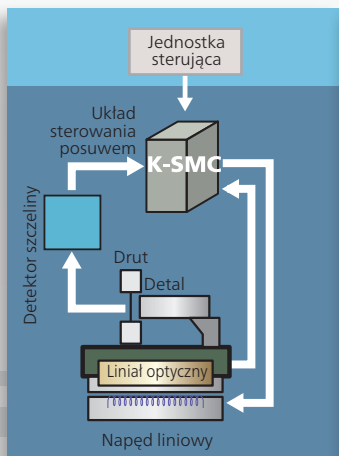 Jednostka
sterująca
Układ
sterowania
posuwem
K-SMC
Detektor szczeliny
Drut
Detal
Liniał optyczny
Napęd liniowy